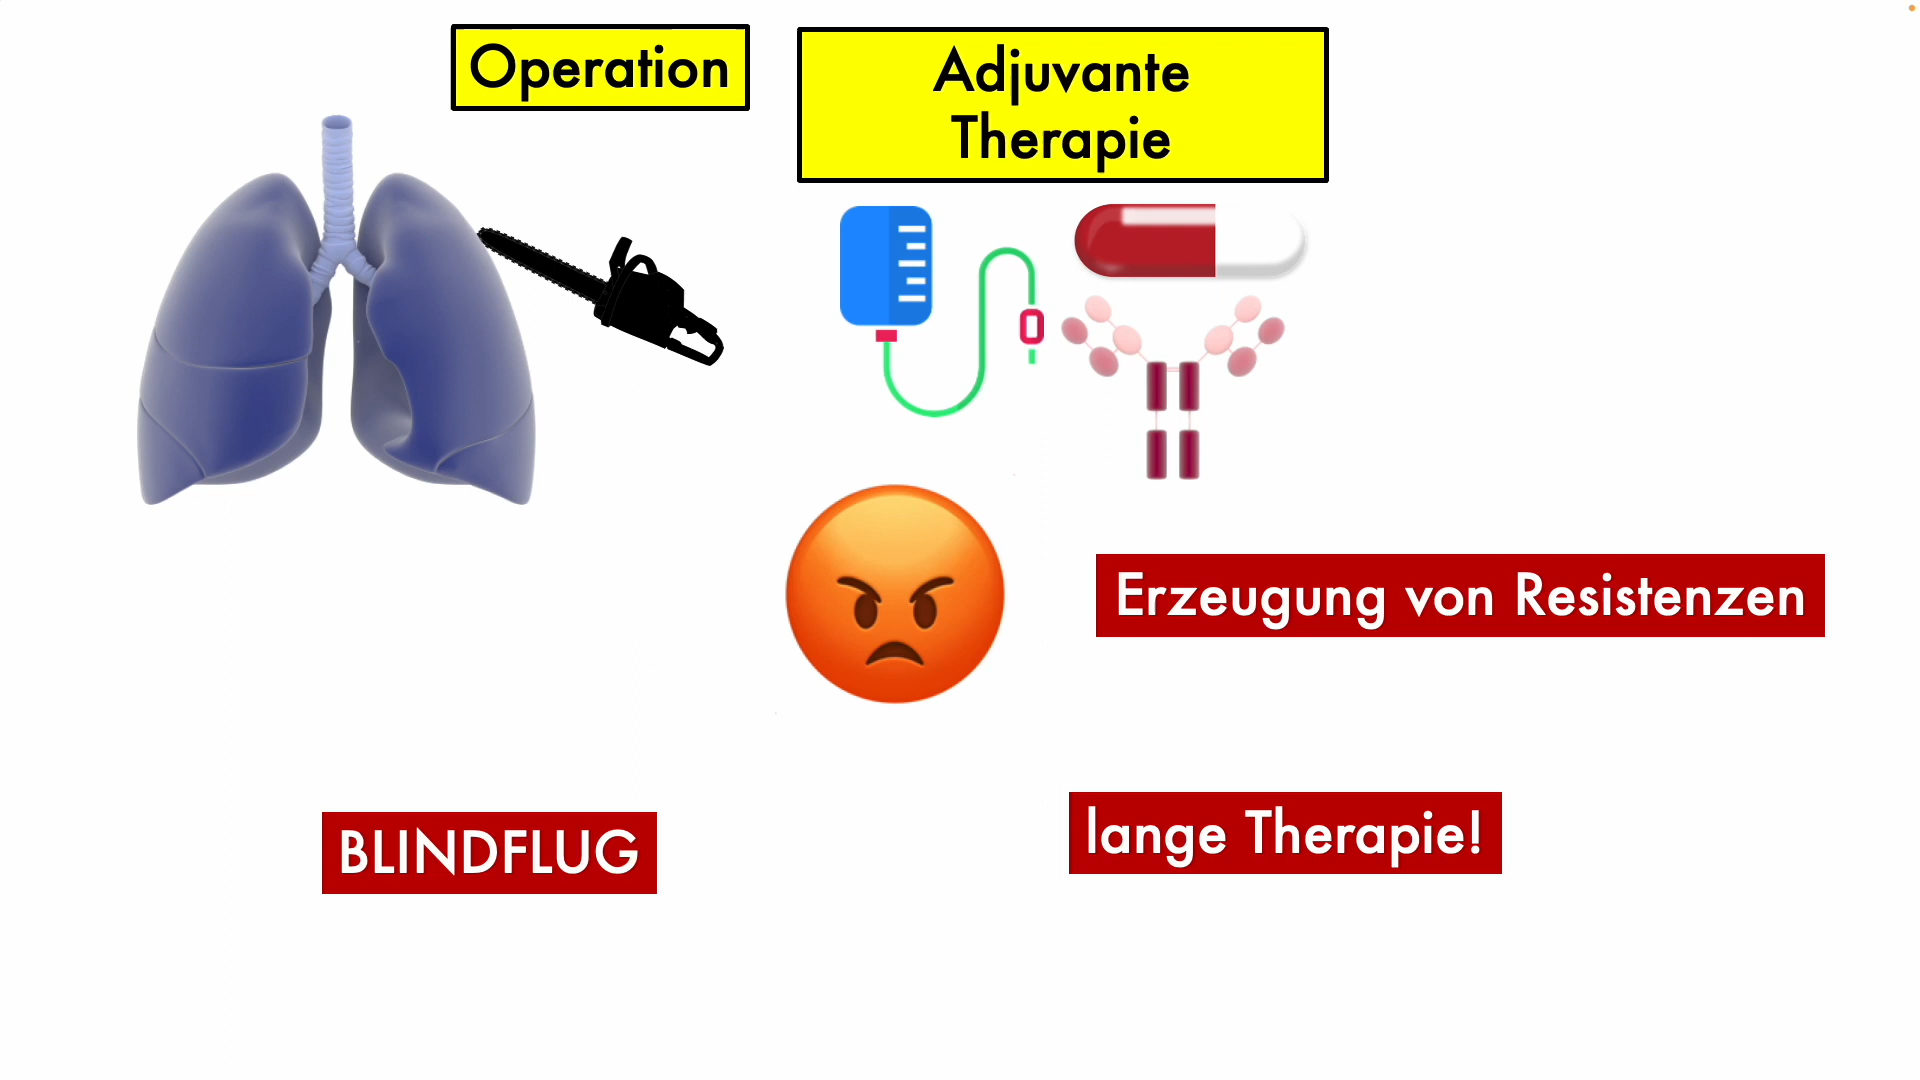 Operation
Adjuvante
Therapie
Erzeugung von Resistenzen
BLINDFLUG
lange Therapie!